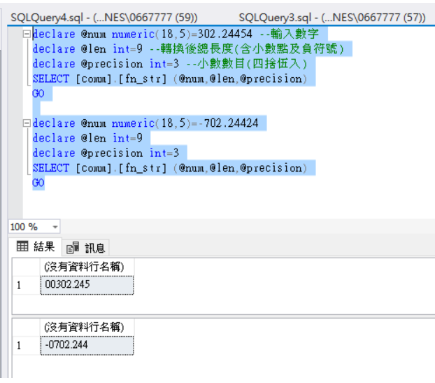 SQLQuery4.sql - (...NES\0667777 (59))    SQLQuery3.sql - (...NES\0667777 (57))
declare @num numeric(18,5)=302.24454 --輸入數字
declare @len int=9 --轉換後總長度(含小數點及負符號)
declare @precision int=3 --小數數目(四捨伍入)
SELECT [comm].[fn_str] (@num,@len,@precision)
GO
declare @num numeric(18,5)=-702.24424
declare @len int=9
declare @precision int=3
SELECT [comm].[fn_str] (@num,@len,@precision)
GO
100 %
結果 訊息
(沒有資料行名稱)
1 00302.245
(沒有資料行名稱)
1 -0702.244